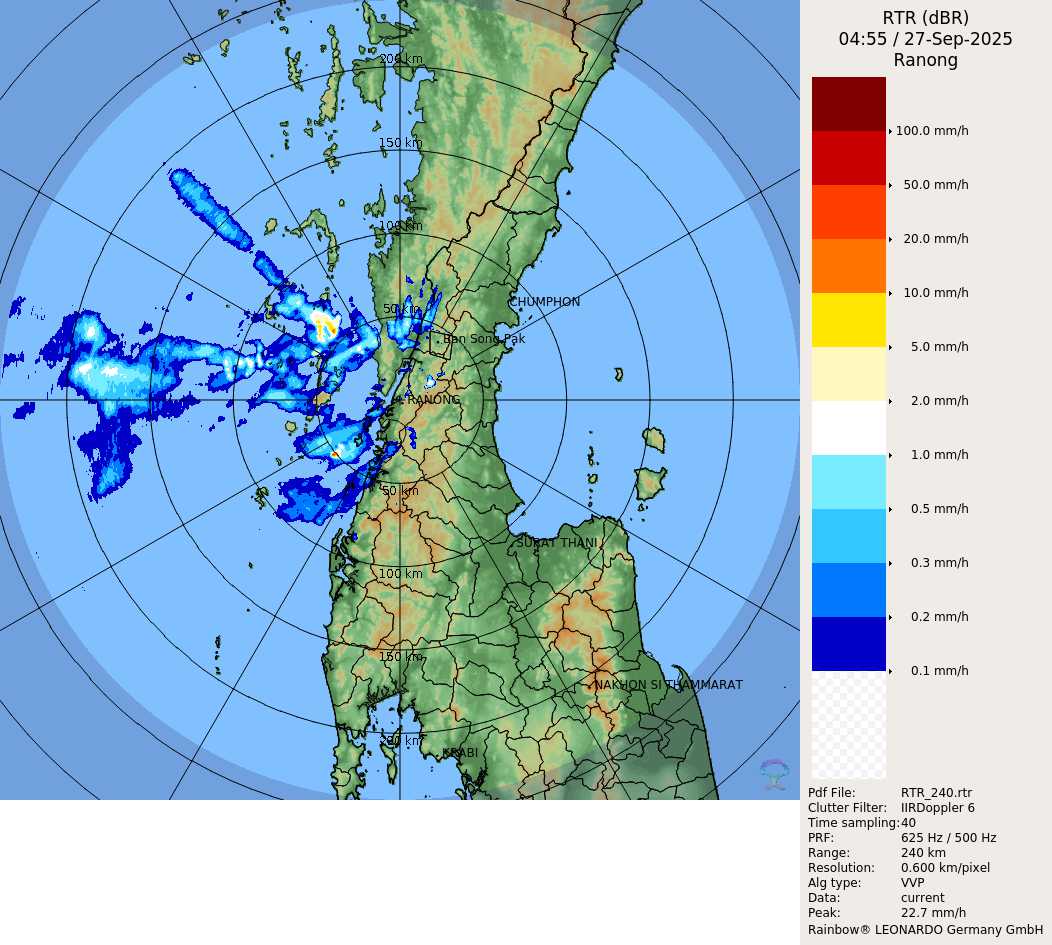 RTR (dBR)
04:55 / 27-Sep-2025
Ranong
200 km
150 km
100 km
50 km
CHUMPHON
Ban Song Pak
RANONG
50 km
SURAT THANI
100 km
150 km
NAKHON SI THAMMARAT
200 km
KRABI
100.0 mm/h
50.0 mm/h
20.0 mm/h
10.0 mm/h
5.0 mm/h
2.0 mm/h
1.0 mm/h
0.5 mm/h
0.3 mm/h
0.2 mm/h
0.1 mm/h
Pdf File: RTR_240.rtr
Clutter Filter: IIRDoppler 6
Time sampling: 40
PRF: 625 Hz / 500 Hz
Range: 240 km
Resolution: 0.600 km/pixel
Alg type: VVP
Data: current
Peak: 22.7 mm/h
Rainbow® LEONARDO Germany GmbH